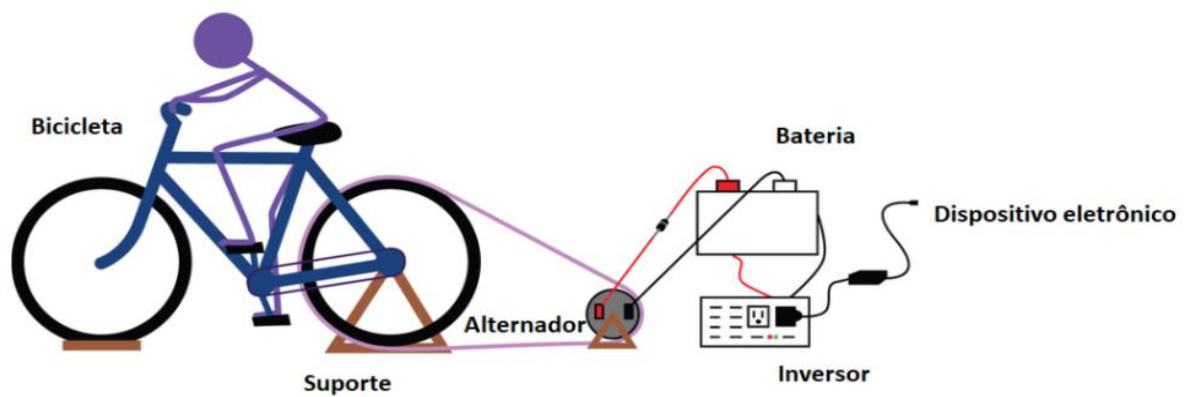 Bicicleta
Bateria
Dispositivo eletrônico
Alternador
Inversor
Suporte